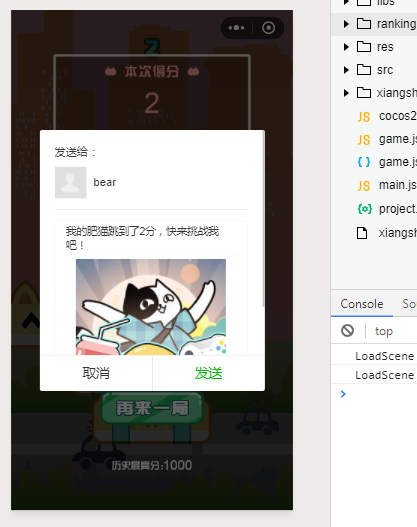 2
本次得分
2
发送给：
bear
我的肥猫跳到了2分，快来挑战我
吧！
取消
发送
再来一局
历史最高分:1000
libs
ranking
res
src
xiangsh
JS cocos2
JS game.js
{ } game.js
JS main.js
project.
xiangsh
Console
So
top
LoadScene
LoadScene